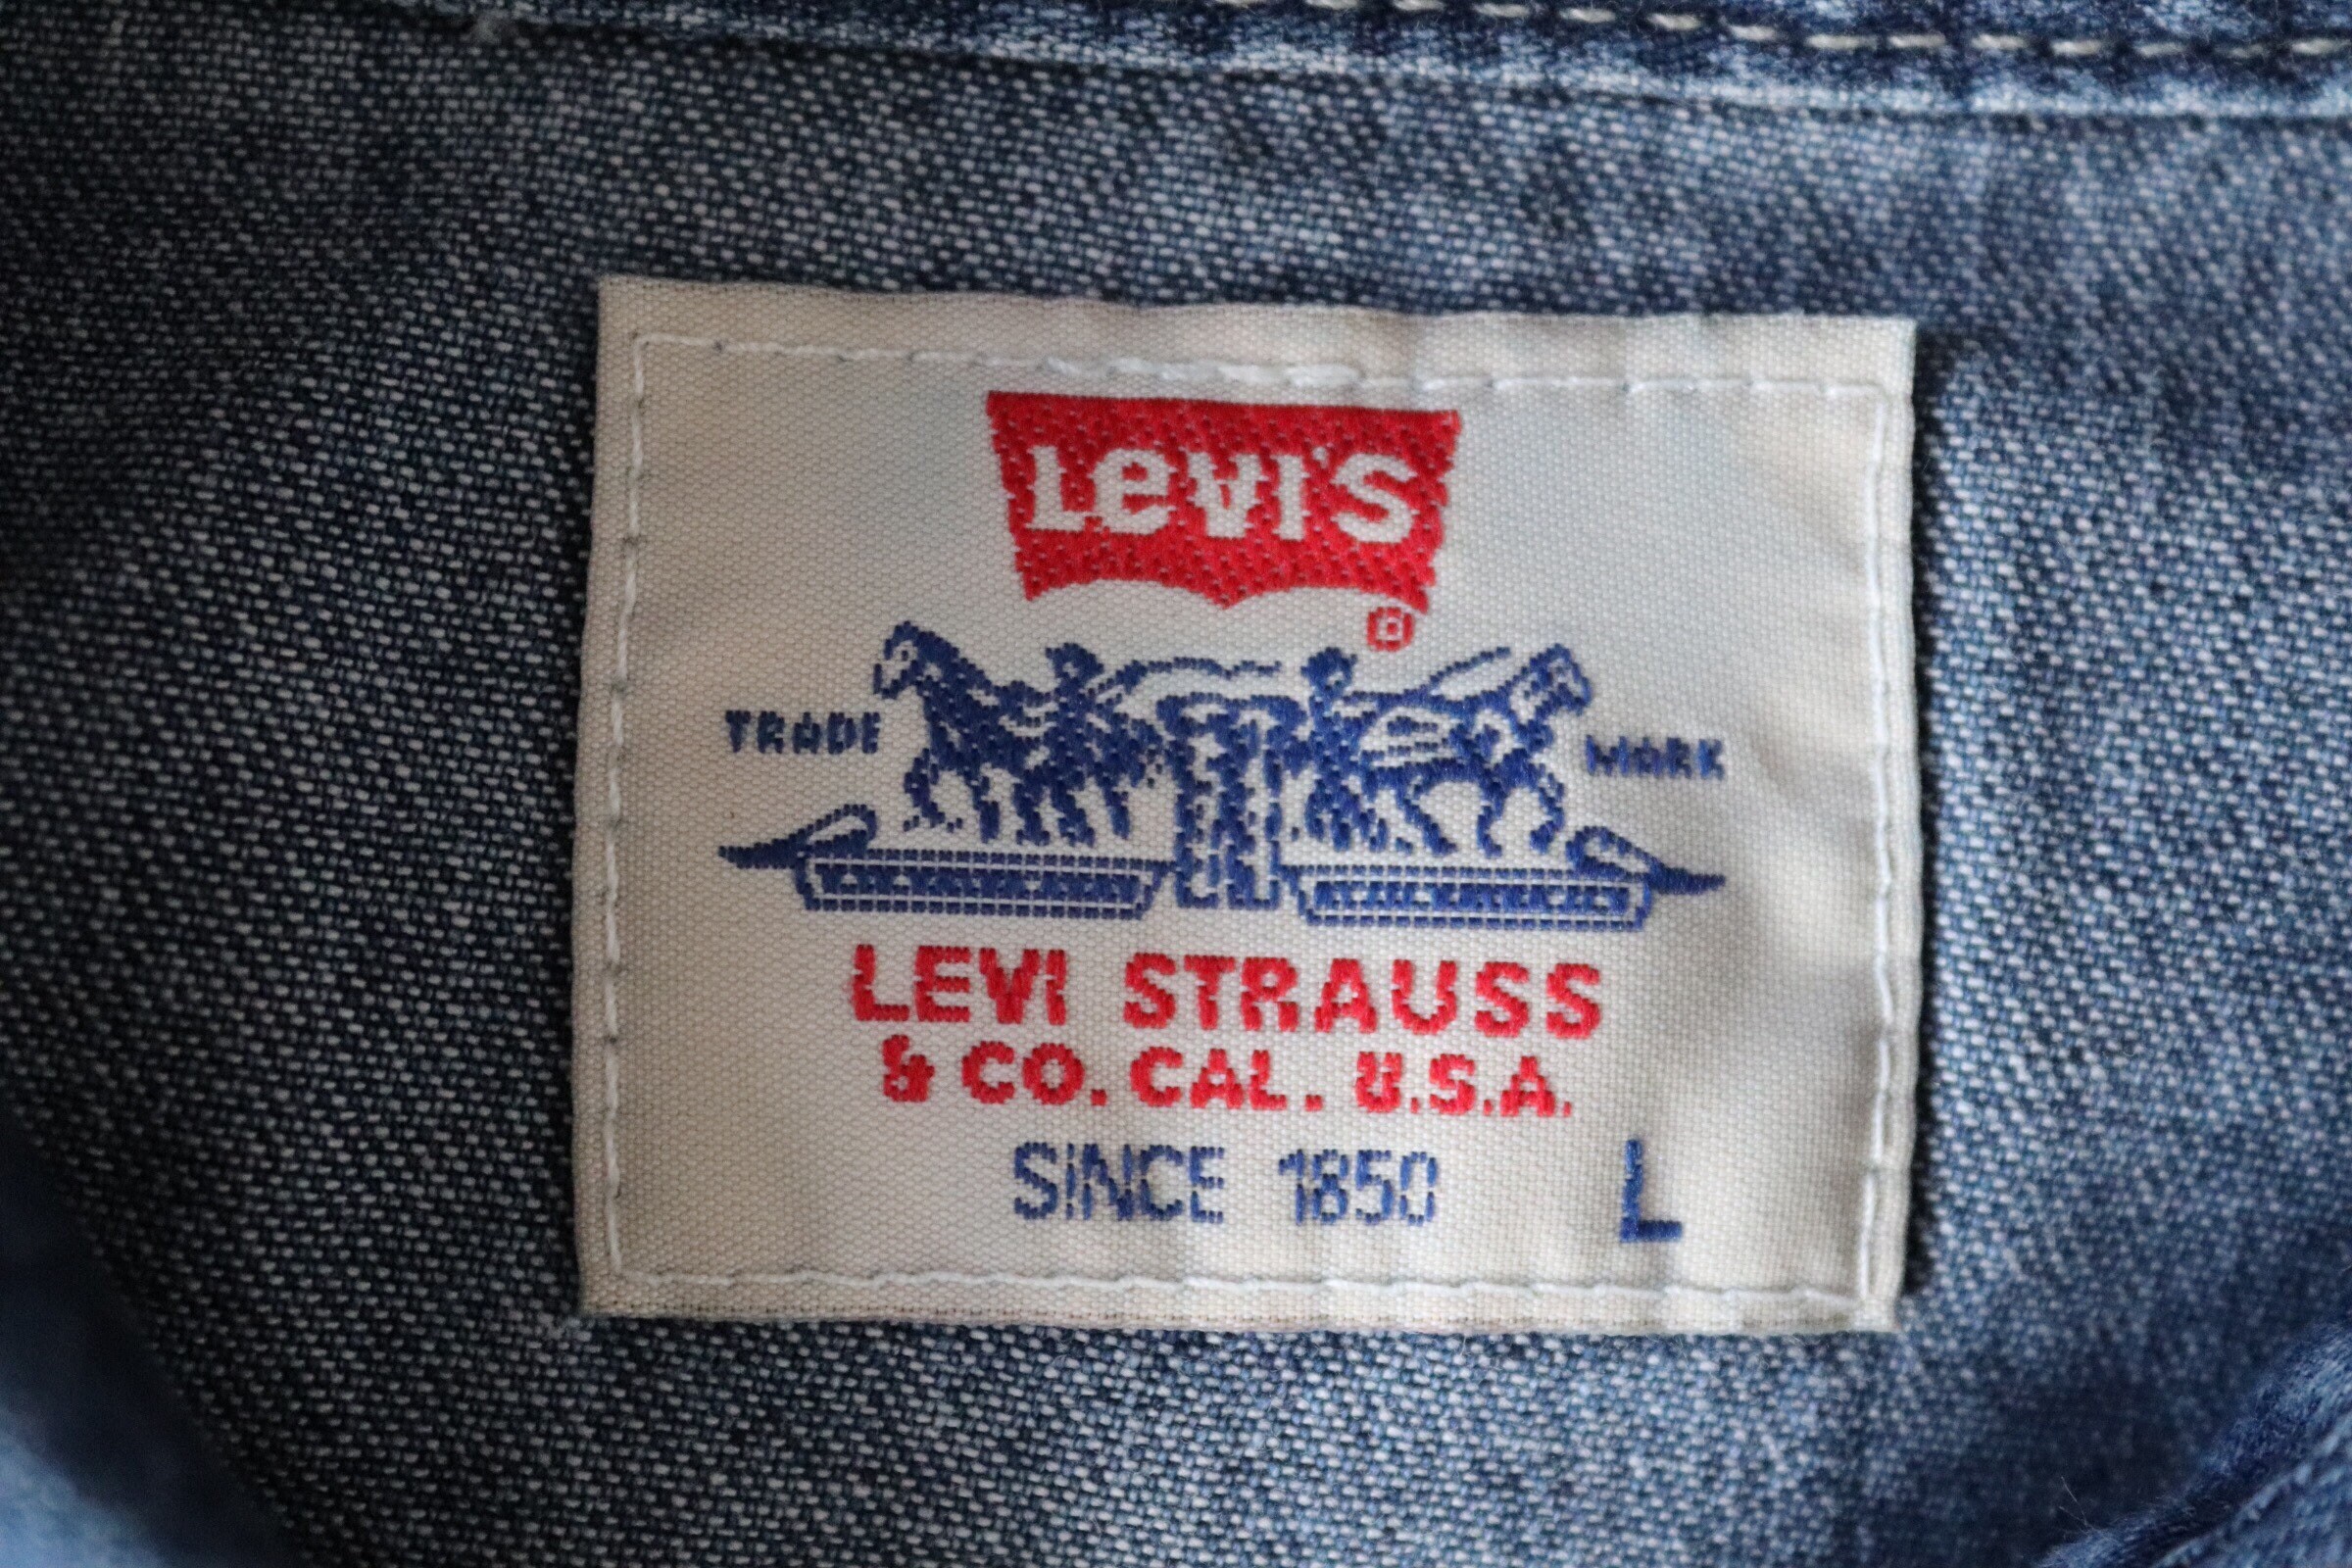 LEVI'S
®
TRADE MARK
LEVI STRAUSS
& CO. CAL. U.S.A.
SINCE 1850 L